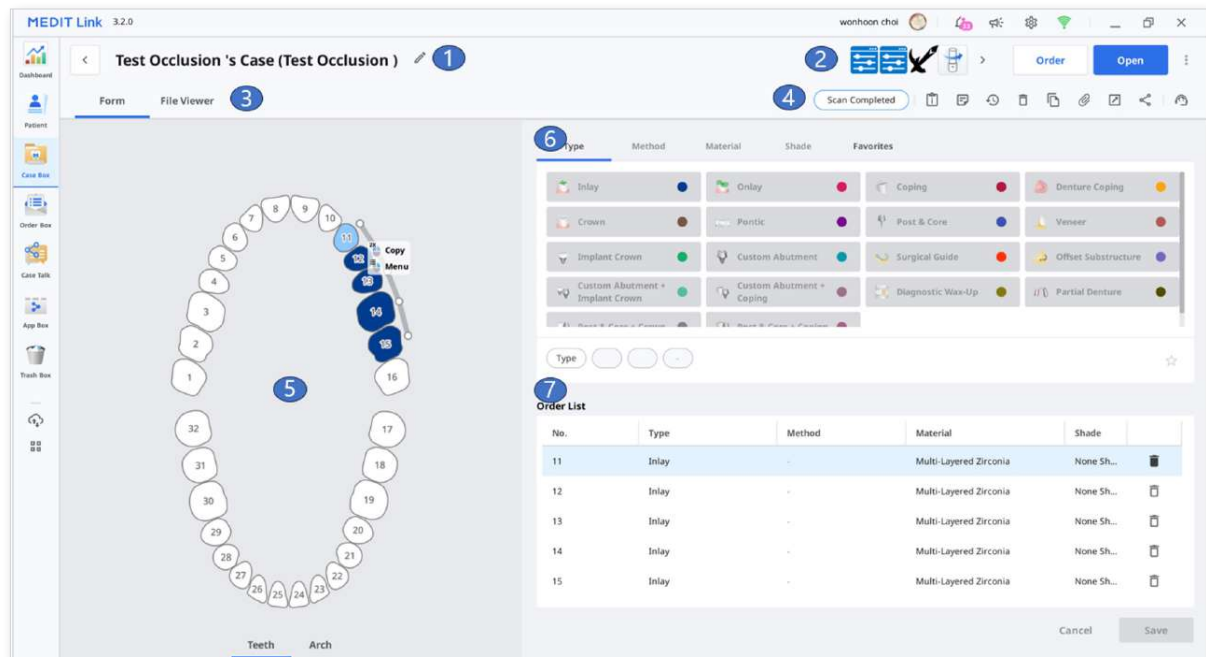 MEDIT Link 3.2.0
wonhoon choi
Test Occlusion 's Case (Test Occlusion )
1
2
Order
Open
Form
File Viewer
3
4
Scan Completed
Dashboard
Patient
Case Box
Order Box
Case Talk
App Box
Trash Box
6
Type
Method
Material
Shade
Favorites
Inlay
Onlay
Coping
Denture Coping
Crown
Pontic
Post & Core
Veneer
Implant Crown
Custom Abutment
Surgical Guide
Offset Substructure
Custom Abutment +
Implant Crown
Custom Abutment +
Coping
Diagnostic Wax-Up
Partial Denture
Post & Core + Crown
Post & Core + Coping
Type
-
8 9
7 10
6 11
5 12
4 13
3 14
2 15
1 16
Copy
Menu
5
32 17
31 18
30 19
29 20
28 21
27 22
26 25 24 23
Teeth
Arch
7
Order List
No. Type Method Material Shade
11 Inlay - Multi-Layered Zirconia None Sh...
12 Inlay - Multi-Layered Zirconia None Sh...
13 Inlay - Multi-Layered Zirconia None Sh...
14 Inlay - Multi-Layered Zirconia None Sh...
15 Inlay - Multi-Layered Zirconia None Sh...
Cancel
Save